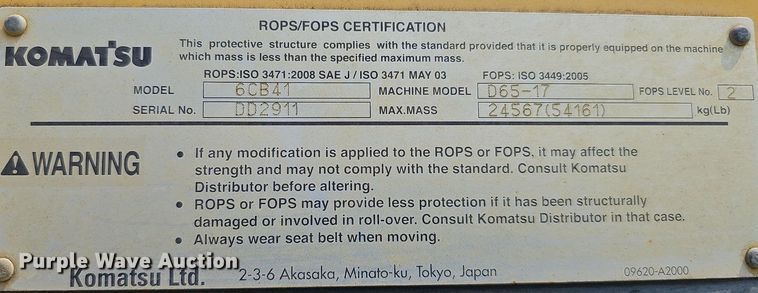 ROPS/FOPS CERTIFICATION
KOMATSU
This protective structure complies with the standard provided that it is properly equipped on the machine
which mass is less than the specified maximum mass.
ROPS:ISO 3471:2008 SAE J / ISO 3471 MAY 03 FOPS: ISO 3449:2005
MODEL 6CB41 MACHINE MODEL D65-17 FOPS LEVEL No. 2
SERIAL No. DD2911 MAX.MASS 24567(54161) kg(Lb)
WARNING
• If any modification is applied to the ROPS or FOPS, it may affect the
strength and may not comply with the standard. Consult Komatsu
Distributor before altering.
• ROPS or FOPS may provide less protection if it has been structurally
damaged or involved in roll-over. Consult Komatsu Distributor in that case.
• Always wear seat belt when moving.
Purple Wave Auction
Komatsu Ltd. 2-3-6 Akasaka, Minato-ku, Tokyo, Japan 09620-A2000